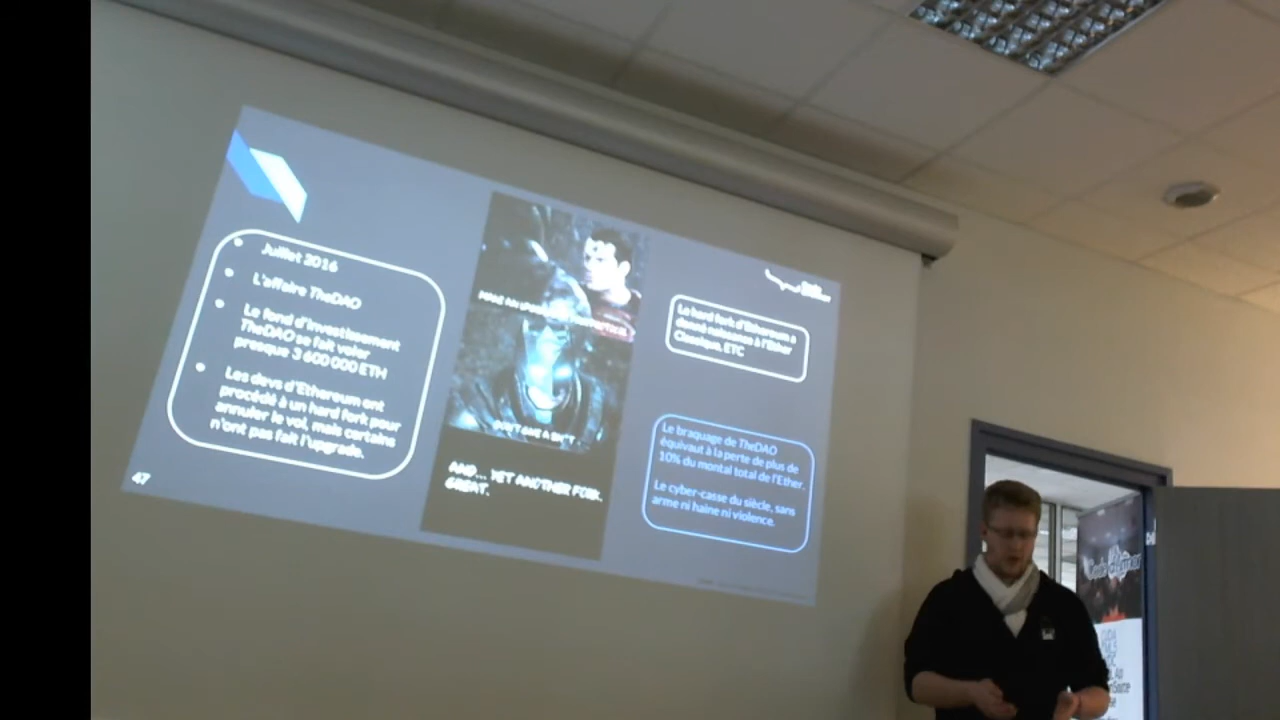 Juillet 2016
L'affaire TheDAO
Le fond d'investissement
TheDAO se fait voler
presque 3 600 000 ETH
Les devs d'Ethereum ont
procédé à un hard fork pour
annuler le vol, mais certains
n'ont pas fait l'upgrade.
47
AND... YET ANOTHER FORK.
GREAT.
Le hard fork d'Ethereum a
donné naissance à l'Ether
Classique, ETC
Le braquage de TheDAO
équivaut à la perte de plus de
10% du montal total de l'Ether.
Le cyber-casse du siècle, sans
arme ni haine ni violence.